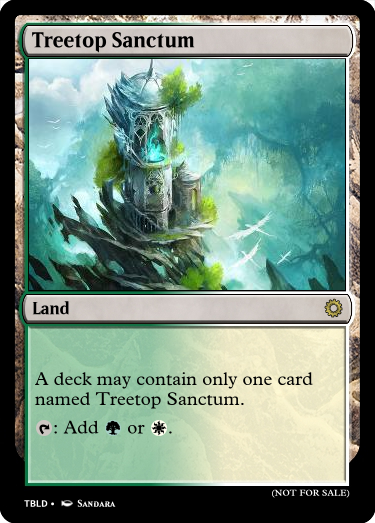 Treetop Sanctum
Land
A deck may contain only one card
named Treetop Sanctum.
: Add or .
(NOT FOR SALE)
TBLD • Sandara